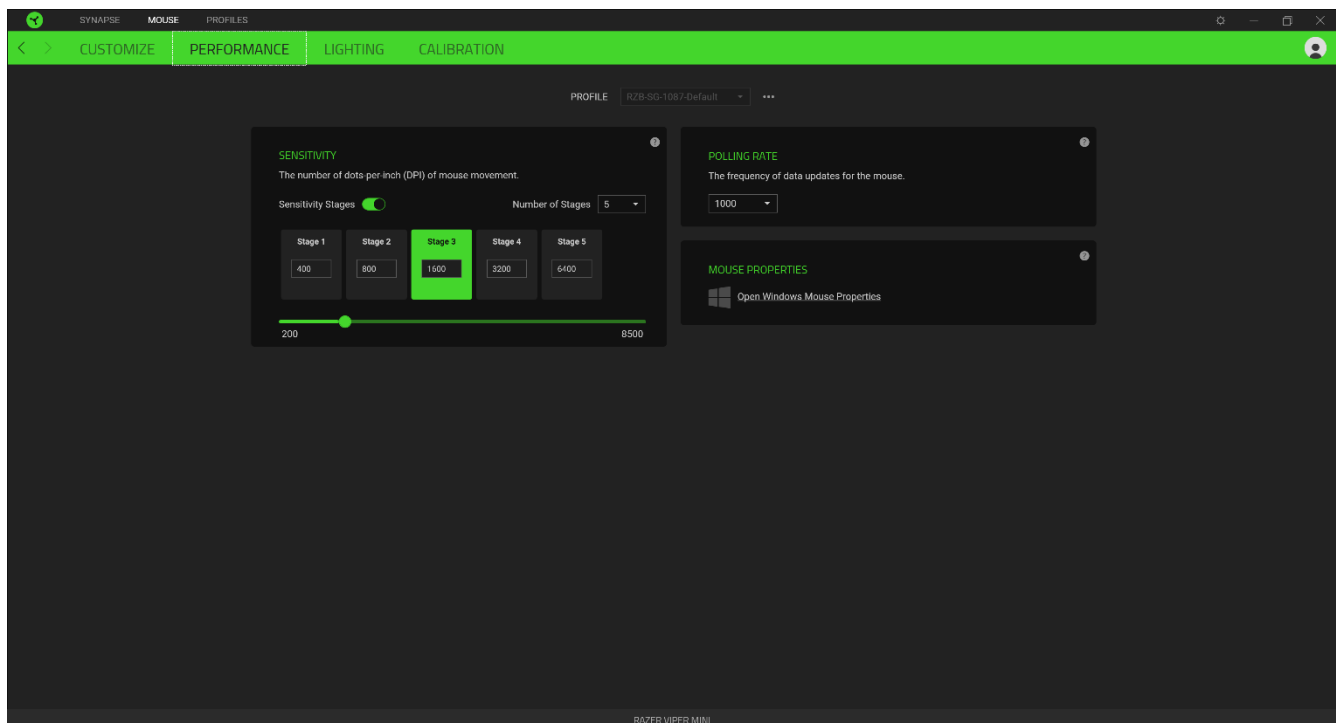 SYNAPSE MOUSE PROFILES
CUSTOMIZE PERFORMANCE LIGHTING CALIBRATION
PROFILE RZB-SG-1087-Default
SENSITIVITY
The number of dots-per-inch (DPI) of mouse movement.
Sensitivity Stages Number of Stages 5
Stage 1 Stage 2 Stage 3 Stage 4 Stage 5
400 800 1600 3200 6400
200 8500
POLLING RATE
The frequency of data updates for the mouse.
1000
MOUSE PROPERTIES
Open Windows Mouse Properties
RAZER VIPER MINI